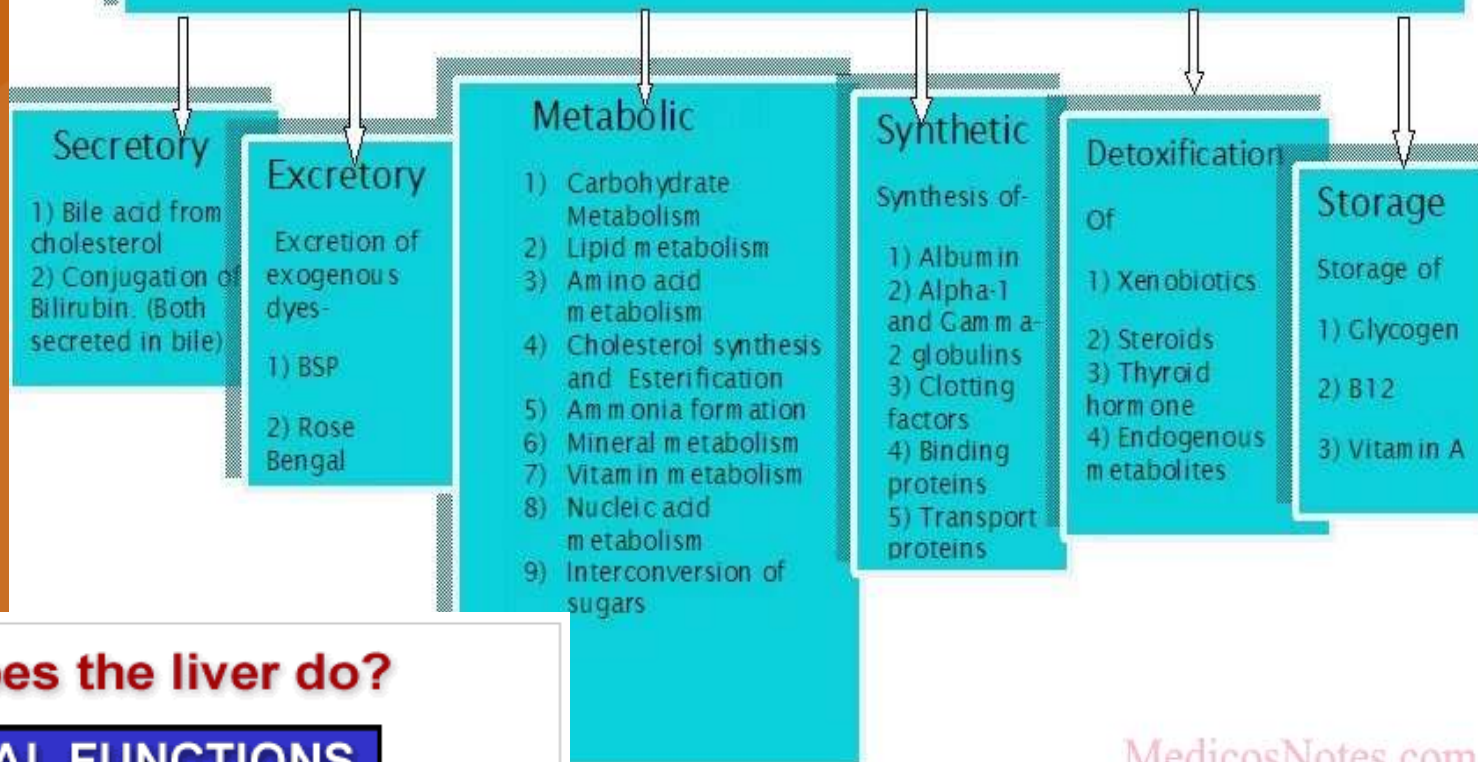 Secretory
1) Bile acid from
cholesterol
2) Conjugation of
Bilirubin. (Both
secreted in bile)
Excretory
Excretion of
exogenous
dyes-
1) BSP
2) Rose
Bengal
Metabolic
1) Carbohydrate
Metabolism
2) Lipid metabolism
3) Amino acid
metabolism
4) Cholesterol synthesis
and Esterification
5) Ammonia formation
6) Mineral metabolism
7) Vitamin metabolism
8) Nucleic acid
metabolism
9) Interconversion of
sugars
Synthetic
Synthesis of-
1) Albumin
2) Alpha-1
and Gamma-
2 globulins
3) Clotting
factors
4) Binding
proteins
5) Transport
proteins
Detoxification
Of
1) Xenobiotics
2) Steroids
3) Thyroid
hormone
4) Endogenous
metabolites
Storage
Storage of
1) Glycogen
2) B12
3) Vitamin A
the liver do?
FUNCTIONS
MedicosNotes.com